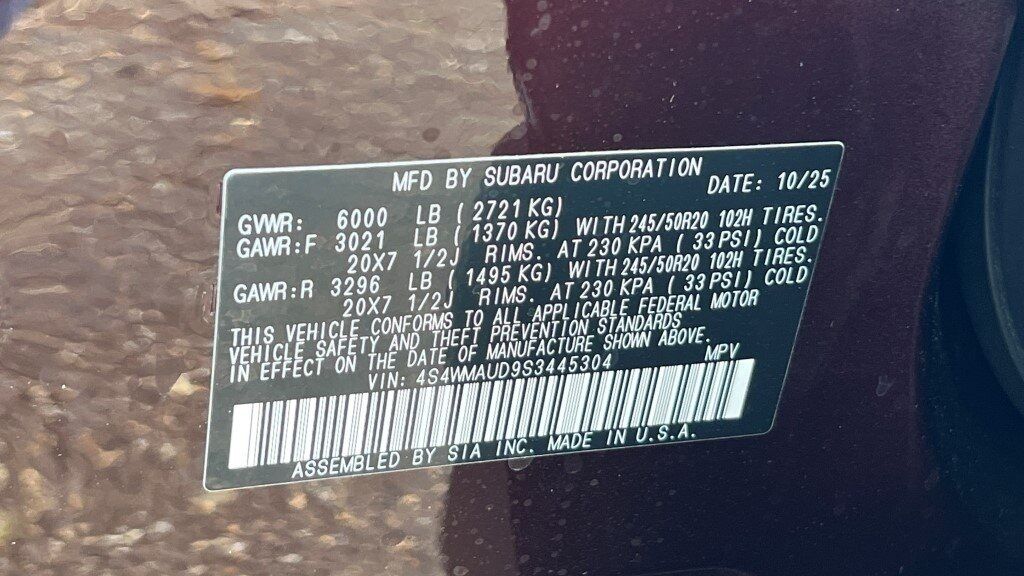 MFD BY SUBARU CORPORATION DATE: 10/25
GVWR: 6000 LB ( 2721 KG)
GAWR:F 3021 LB ( 1370 KG) WITH 245/50R20 102H TIRES.
20X7 1/2J RIMS. AT 230 KPA ( 33 PSI) COLD
GAWR:R 3296 LB ( 1495 KG) WITH 245/50R20 102H TIRES.
20X7 1/2J RIMS. AT 230 KPA ( 33 PSI) COLD
THIS VEHICLE CONFORMS TO ALL APPLICABLE FEDERAL MOTOR
VEHICLE SAFETY AND THEFT PREVENTION STANDARDS
IN EFFECT ON THE DATE OF MANUFACTURE SHOWN ABOVE.
VIN: 4S4WMAUD9S3445304 MPV
ASSEMBLED BY SIA INC. MADE IN U.S.A.